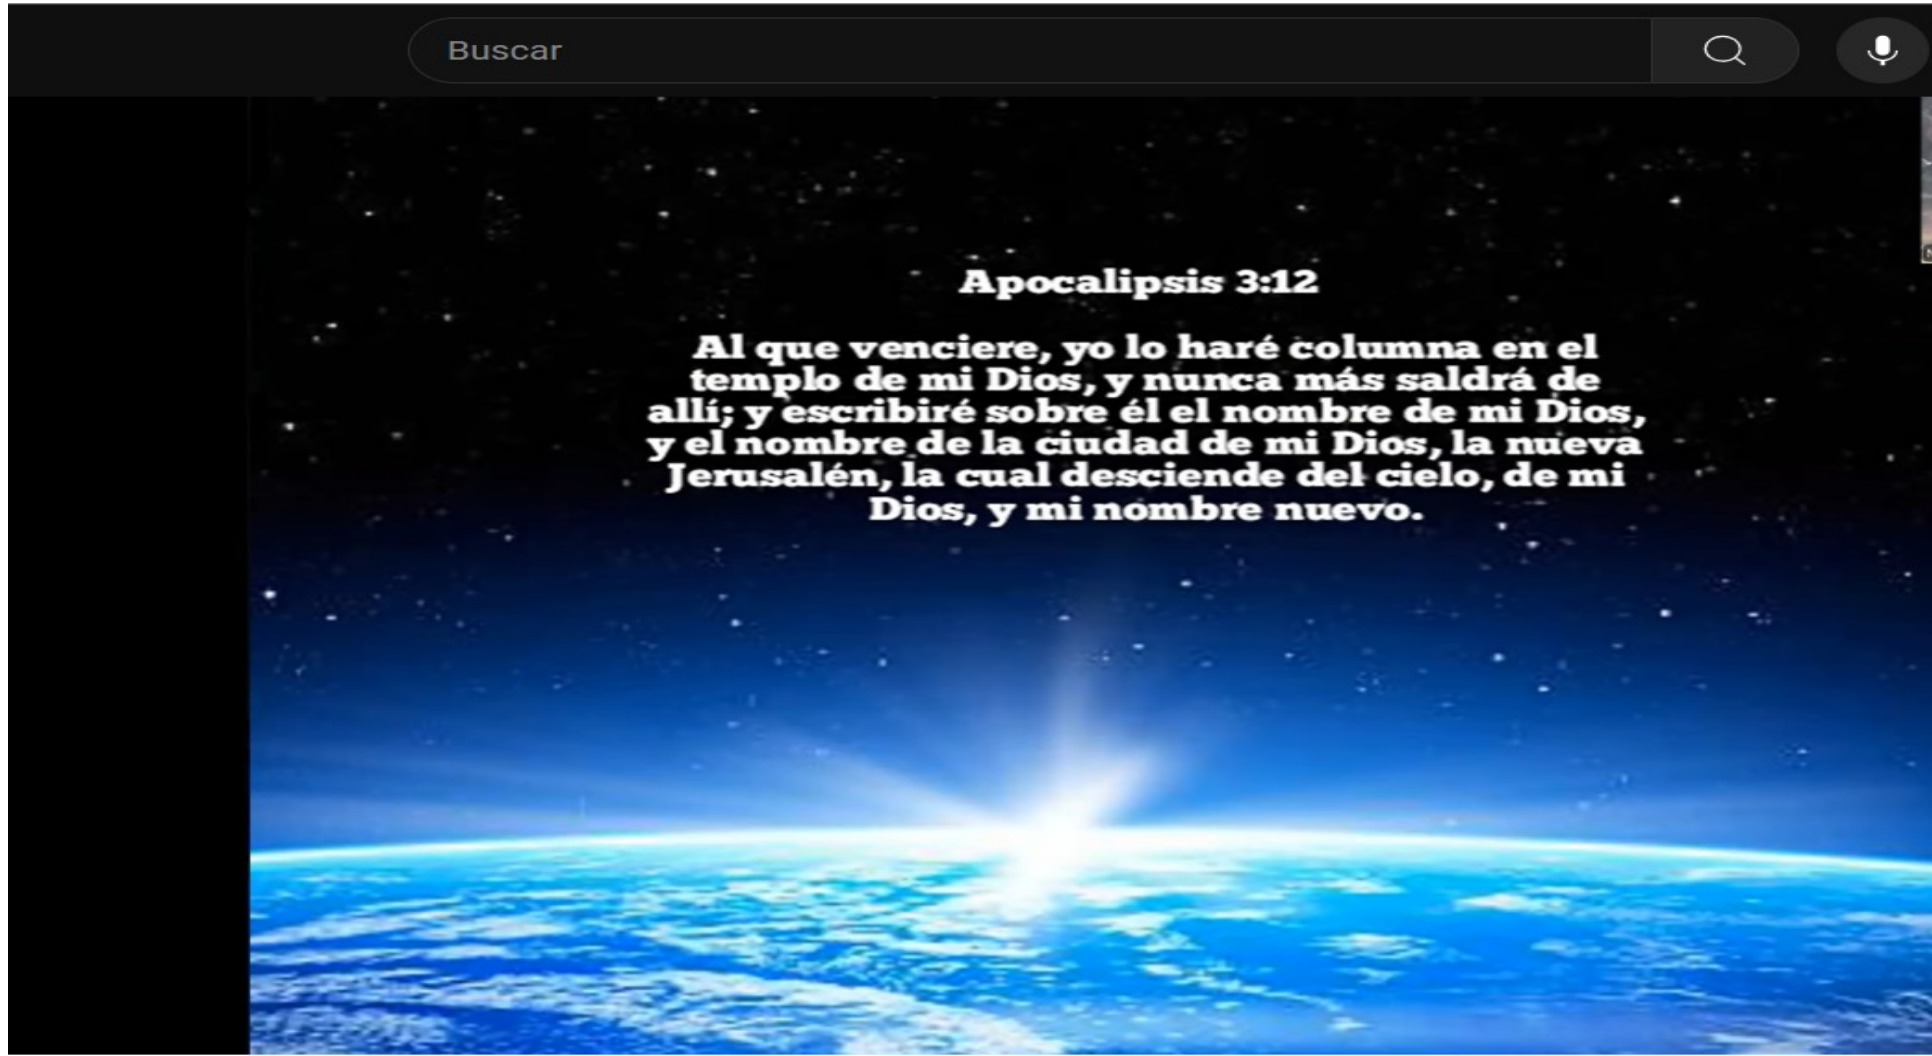 Buscar
Apocalipsis 3:12
Al que venciere, yo lo haré columna en el
templo de mi Dios, y nunca más saldrá de
allí; y escribiré sobre él el nombre de mi Dios,
y el nombre de la ciudad de mi Dios, la nueva
Jerusalén, la cual desciende del cielo, de mi
Dios, y mi nombre nuevo.